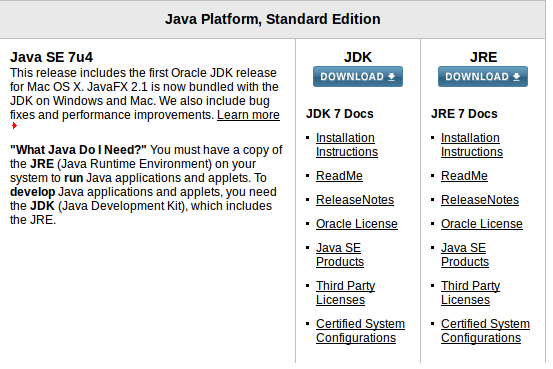 Java Platform, Standard Edition
Java SE 7u4
This release includes the first Oracle JDK release
for Mac OS X. JavaFX 2.1 is now bundled with the
JDK on Windows and Mac. We also include bug
fixes and performance improvements. Learn more
"What Java Do I Need?" You must have a copy of
the JRE (Java Runtime Environment) on your
system to run Java applications and applets. To
develop Java applications and applets, you need
the JDK (Java Development Kit), which includes
the JRE.
JDK
DOWNLOAD
JDK 7 Docs
Installation
Instructions
ReadMe
ReleaseNotes
Oracle License
Java SE
Products
Third Party
Licenses
Certified System
Configurations
JRE
DOWNLOAD
JRE 7 Docs
Installation
Instructions
ReadMe
ReleaseNotes
Oracle License
Java SE
Products
Third Party
Licenses
Certified System
Configurations